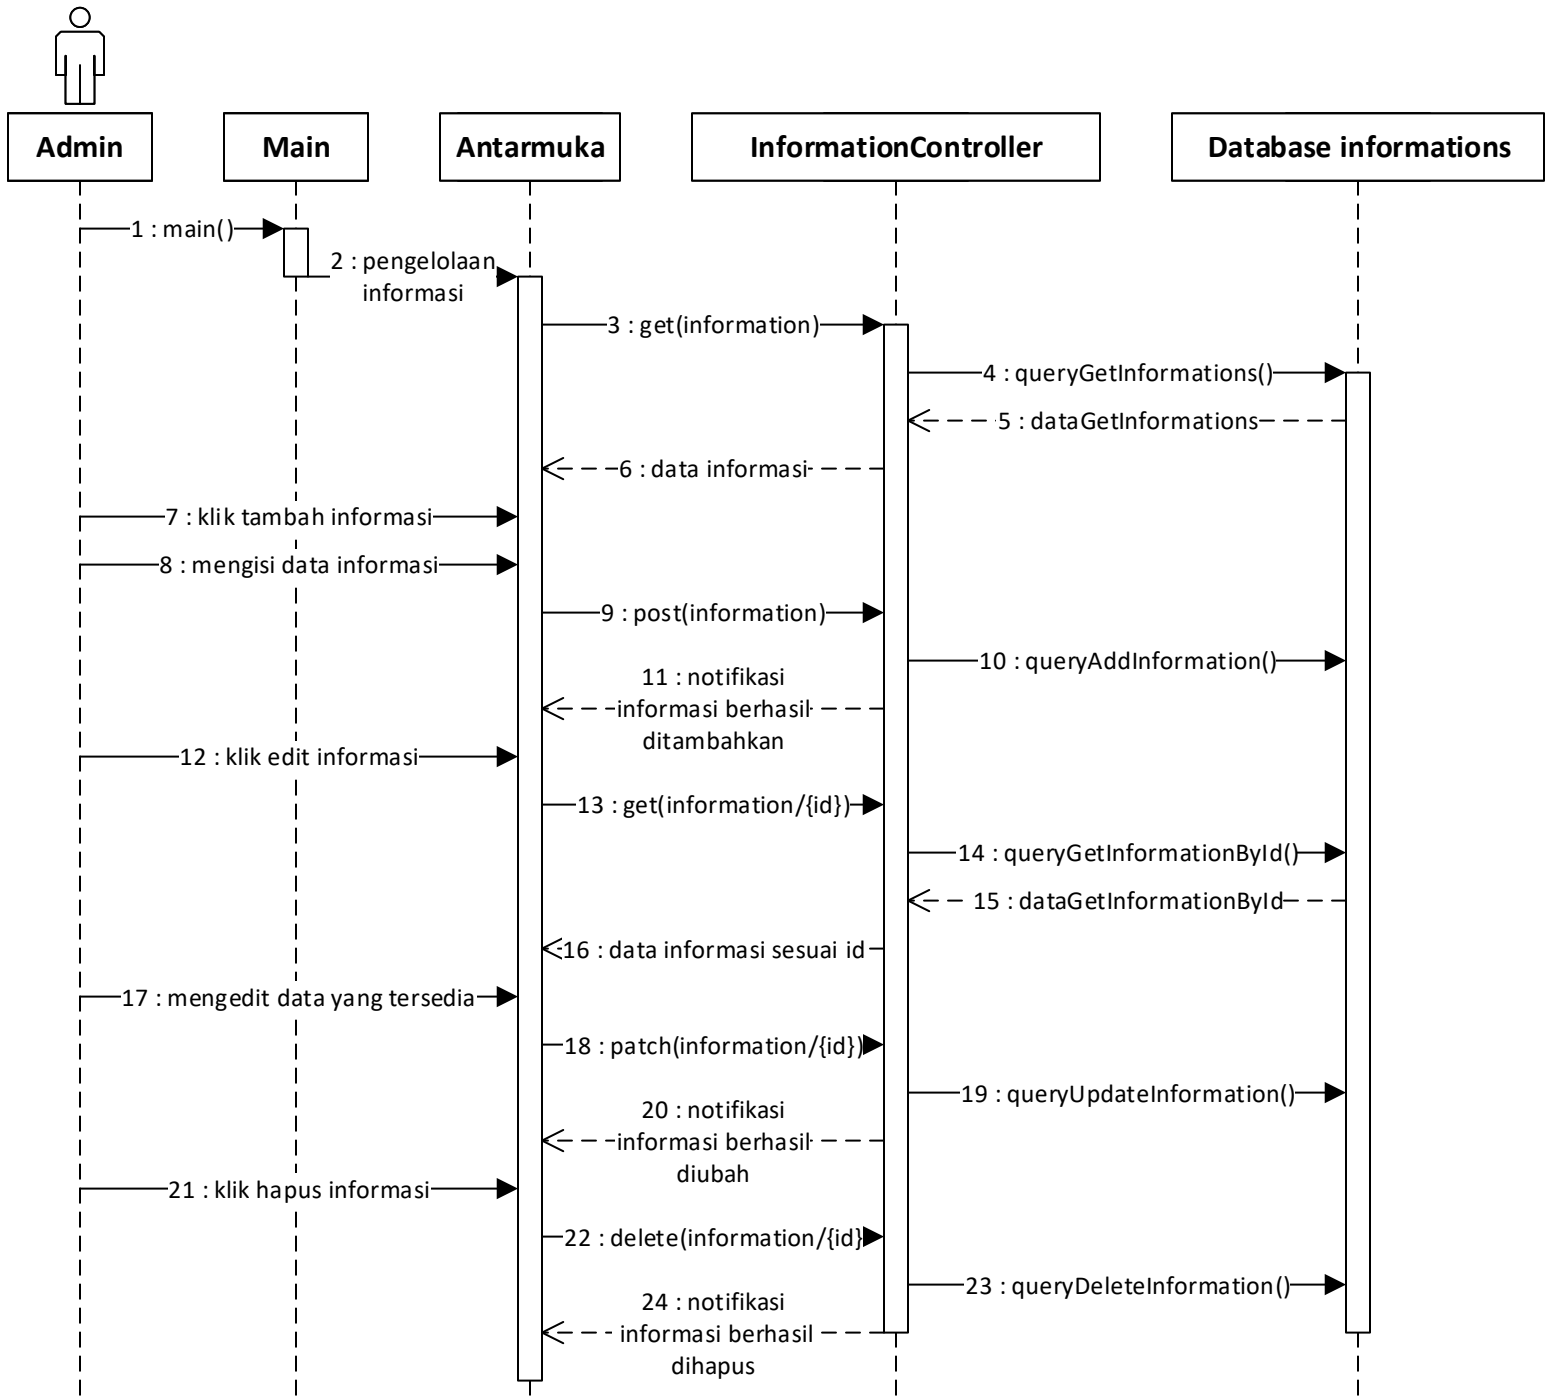 Admin
Main
Antarmuka
InformationController
Database informations
1 : main()
2 : pengelolaan
informasi
3 : get(information)
4 : queryGetInformations()
5 : dataGetInformations
6 : data informasi
7 : klik tambah informasi
8 : mengisi data informasi
9 : post(information)
10 : queryAddInformation()
11 : notifikasi
informasi berhasil
ditambahkan
12 : klik edit informasi
13 : get(information/{id})
14 : queryGetInformationById()
15 : dataGetInformationById
16 : data informasi sesuai id
17 : mengedit data yang tersedia
18 : patch(information/{id})
19 : queryUpdateInformation()
20 : notifikasi
informasi berhasil
diubah
21 : klik hapus informasi
22 : delete(information/{id}
23 : queryDeleteInformation()
24 : notifikasi
informasi berhasil
dihapus